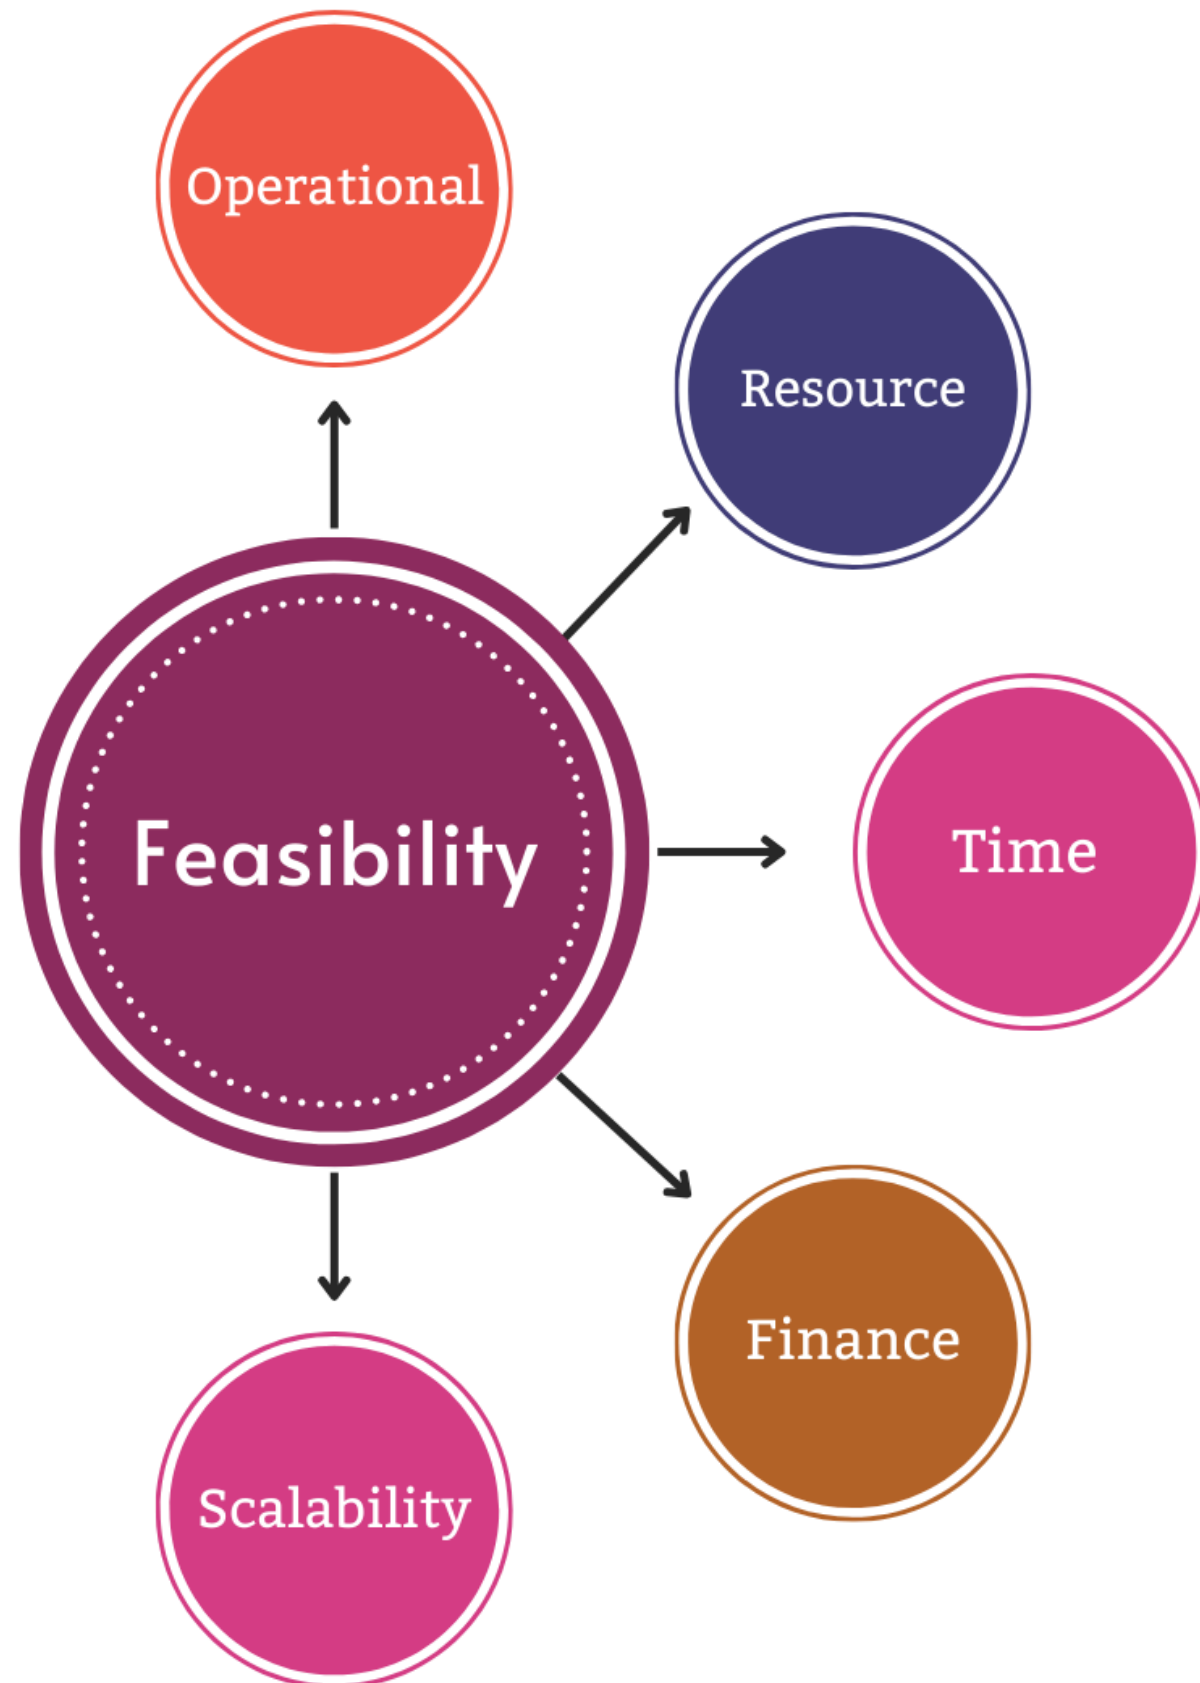 Operational
Resource
Feasibility
Time
Finance
Scalability